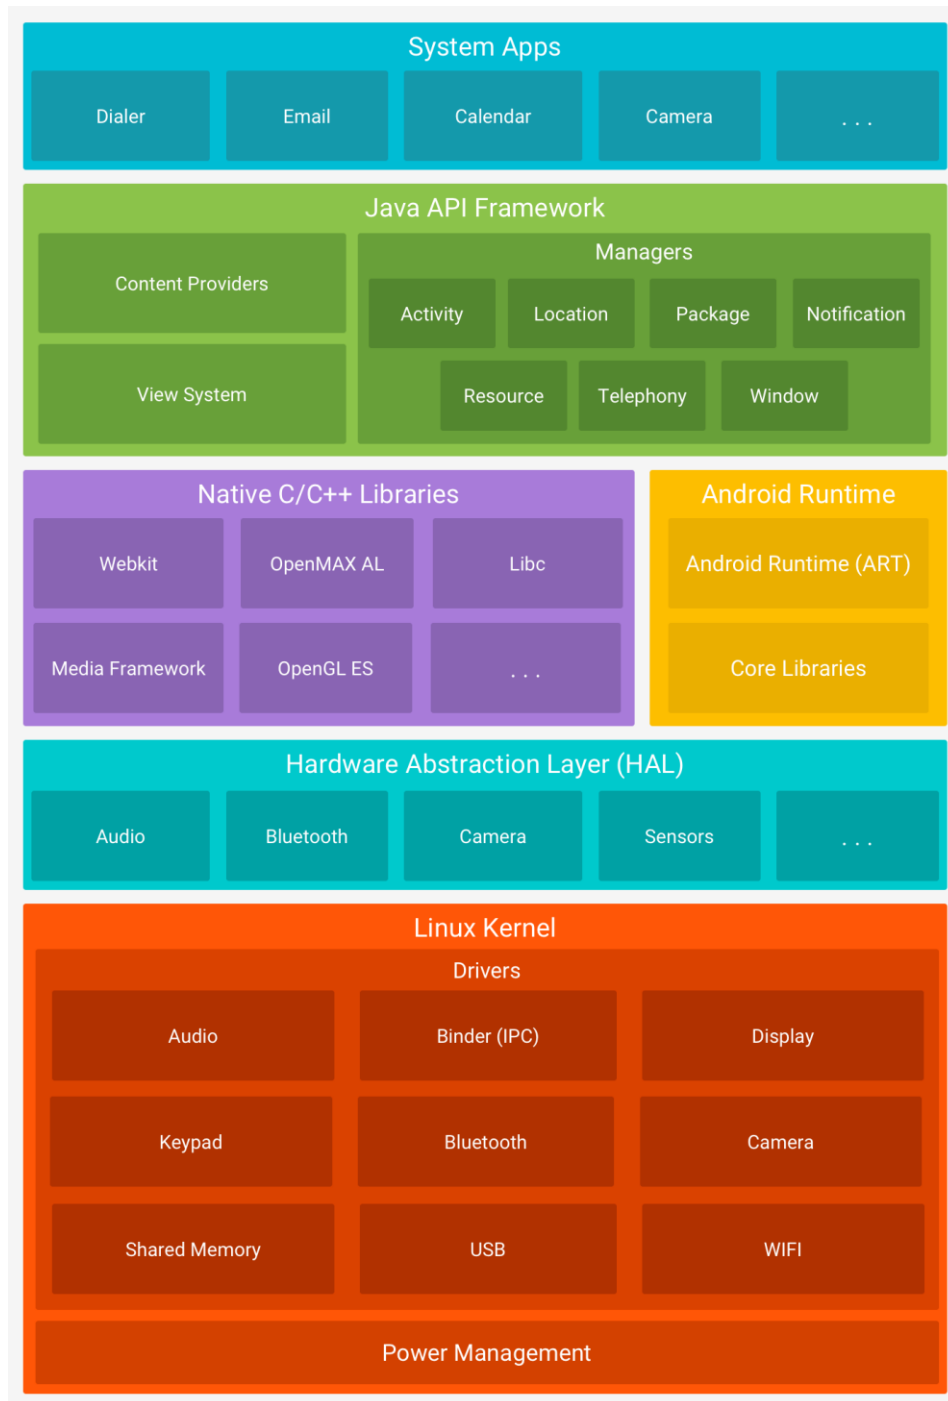 System Apps
Dialer
Email
Calendar
Camera
. . .
Java API Framework
Content Providers
View System
Managers
Activity
Location
Package
Notification
Resource
Telephony
Window
Native C/C++ Libraries
Webkit
OpenMAX AL
Libc
Media Framework
OpenGL ES
. . .
Android Runtime
Android Runtime (ART)
Core Libraries
Hardware Abstraction Layer (HAL)
Audio
Bluetooth
Camera
Sensors
. . .
Linux Kernel
Drivers
Audio
Binder (IPC)
Display
Keypad
Bluetooth
Camera
Shared Memory
USB
WIFI
Power Management